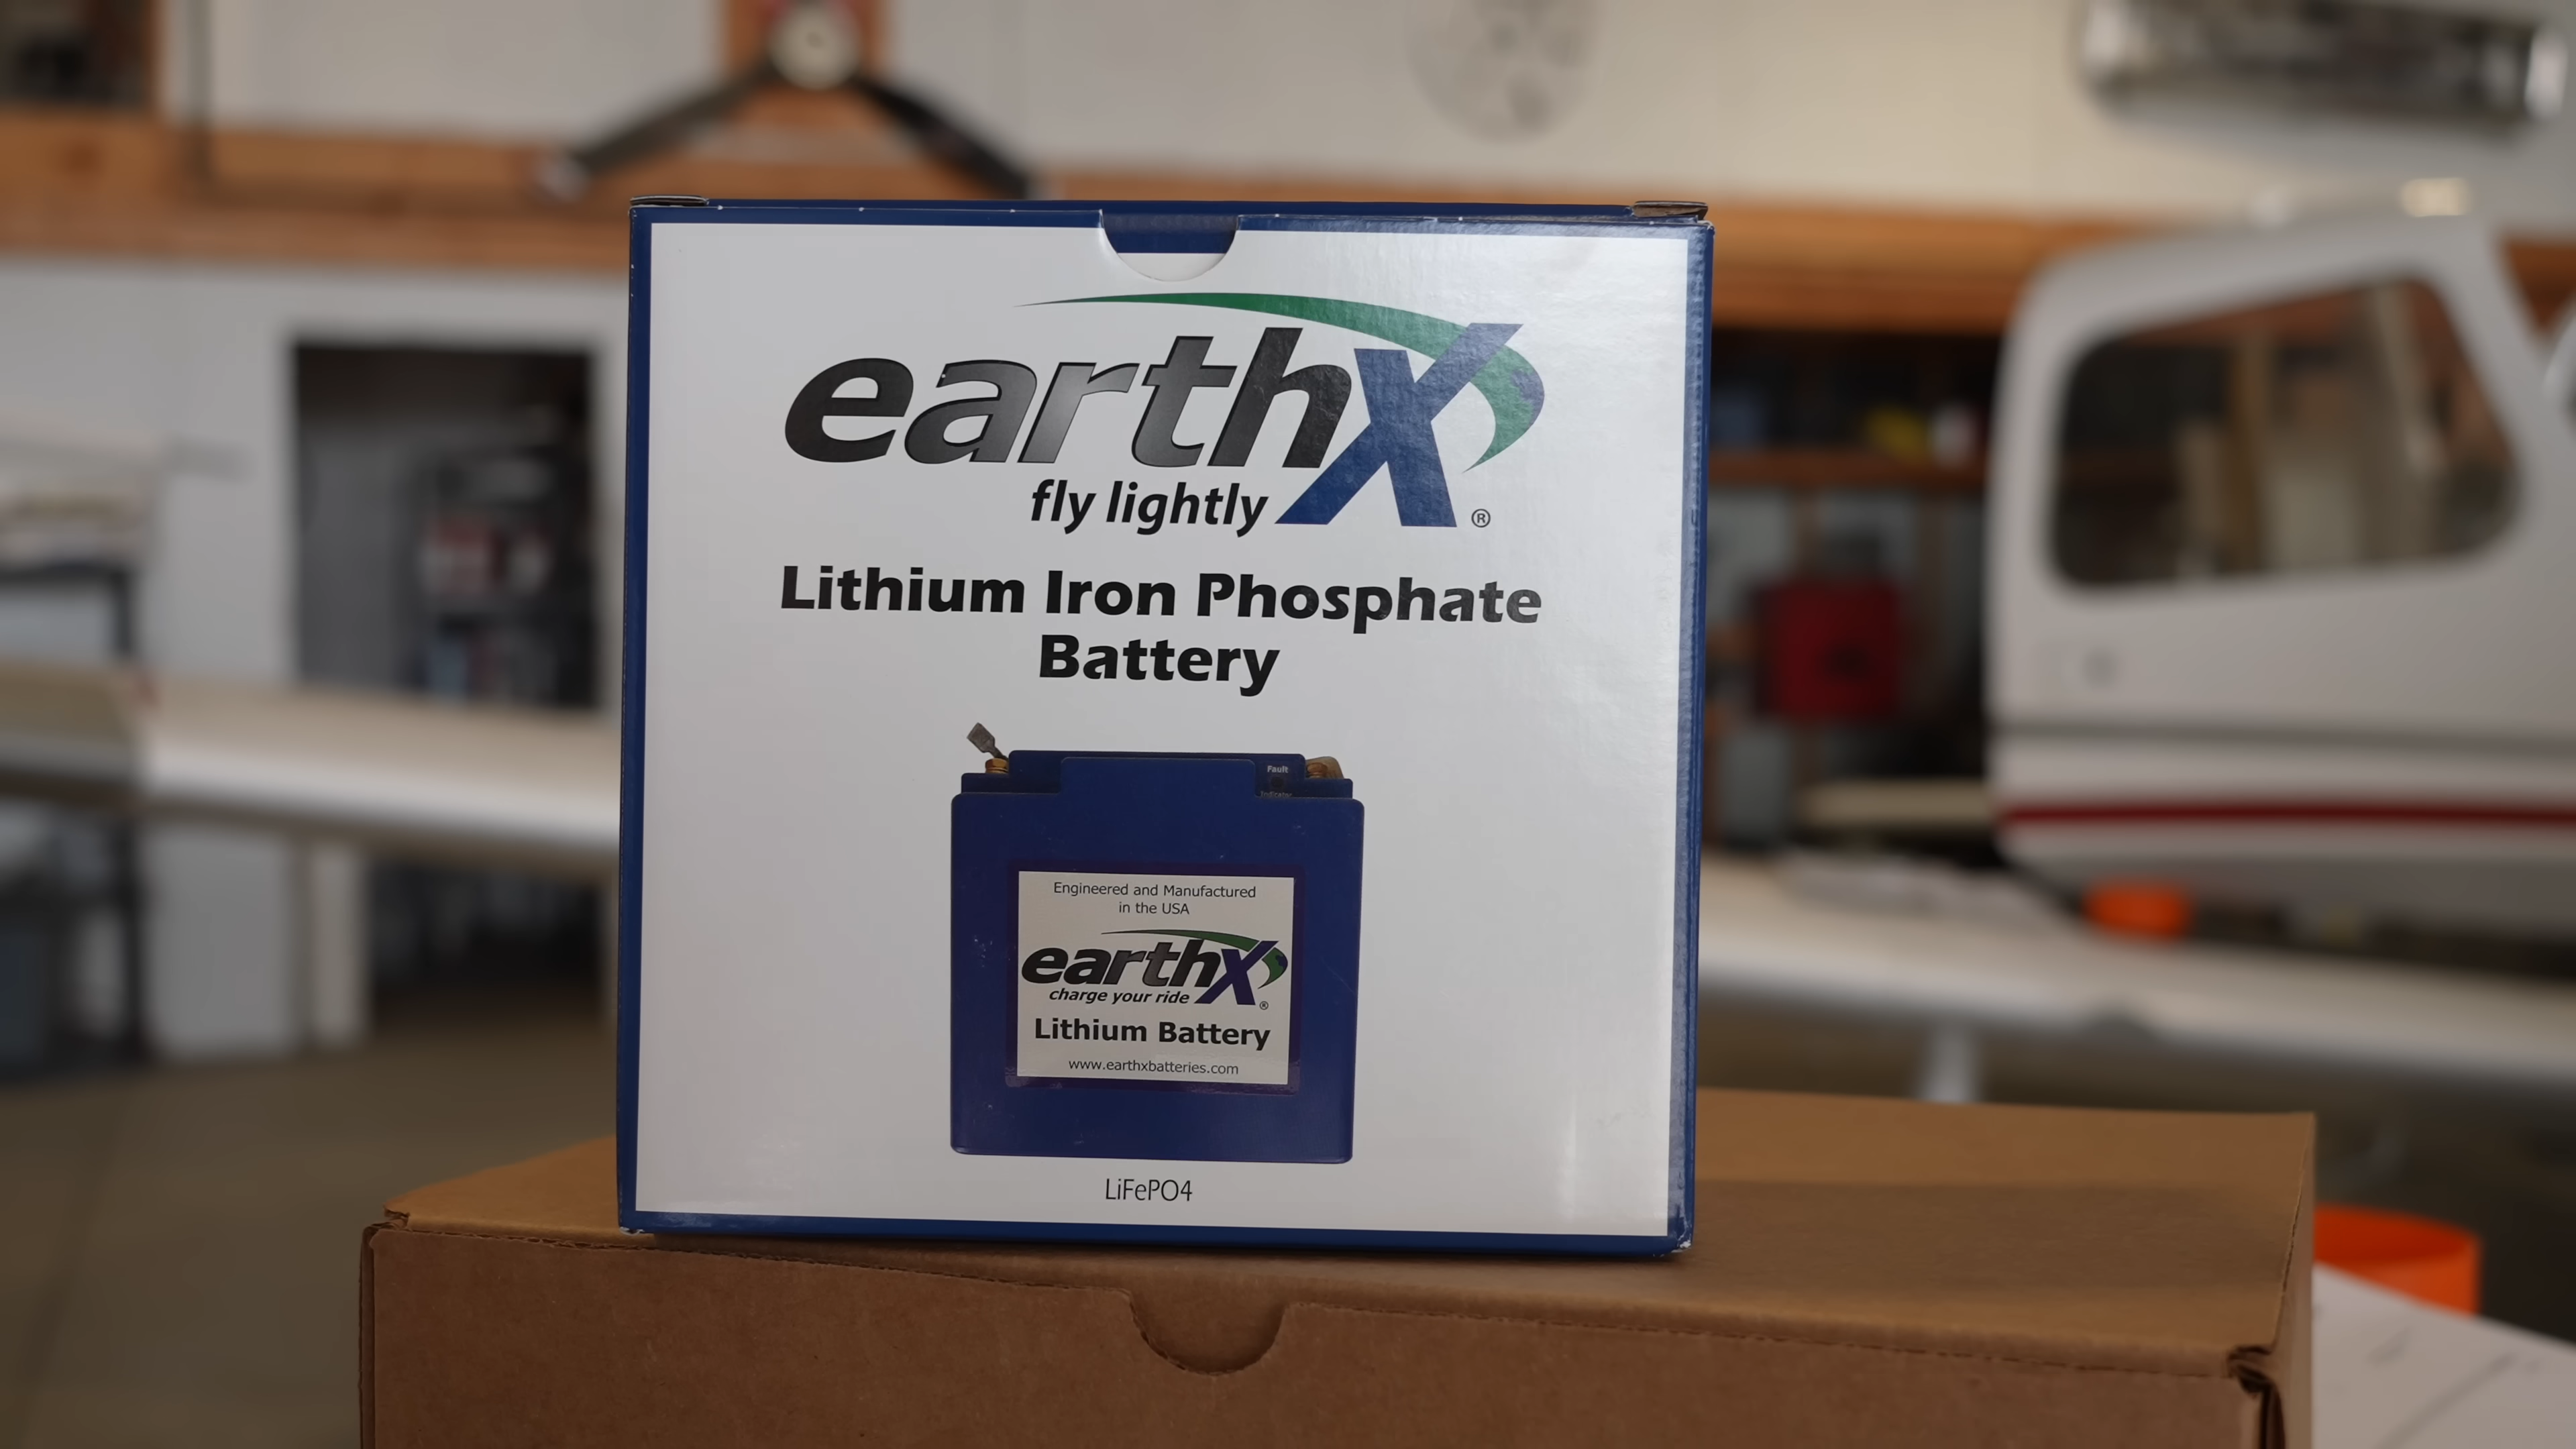 earthX
fly lightly ®
Lithium Iron Phosphate
Battery
Fault
Indicator
Engineered and Manufactured
in the USA
earthX
charge your ride ®
Lithium Battery
www.earthxbatteries.com
LiFePO4